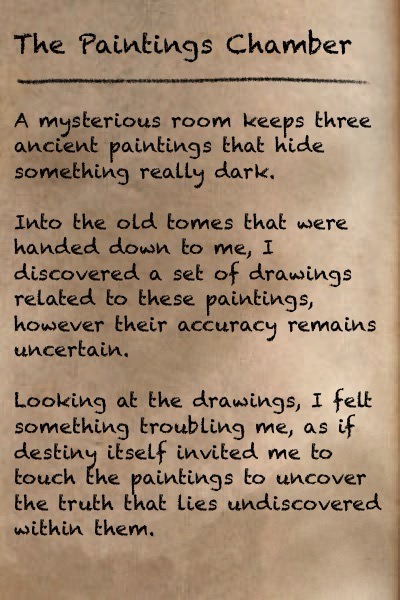 The Paintings Chamber
A mysterious room keeps three
ancient paintings that hide
something really dark.
Into the old tomes that were
handed down to me, I
discovered a set of drawings
related to these paintings,
however their accuracy remains
uncertain.
Looking at the drawings, I felt
something troubling me, as if
destiny itself invited me to
touch the paintings to uncover
the truth that lies undiscovered
within them.